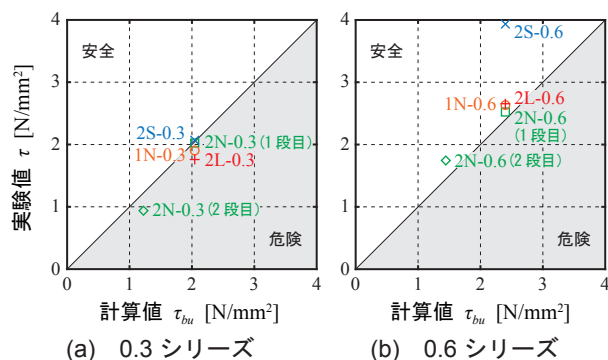 実験値 τ [N/mm²]
4
3
2
1
0
安全
2S-0.3
2N-0.3(1段目)
1N-0.3
2L-0.3
2N-0.3(2段目)
危険
0 1 2 3 4
計算値 τbu [N/mm²]
(a) 0.3 シリーズ
4
3
2
1
0
安全
2S-0.6
1N-0.6
2L-0.6
2N-0.6
(1段目)
2N-0.6(2段目)
危険
0 1 2 3 4
計算値 τbu [N/mm²]
(b) 0.6 シリーズ